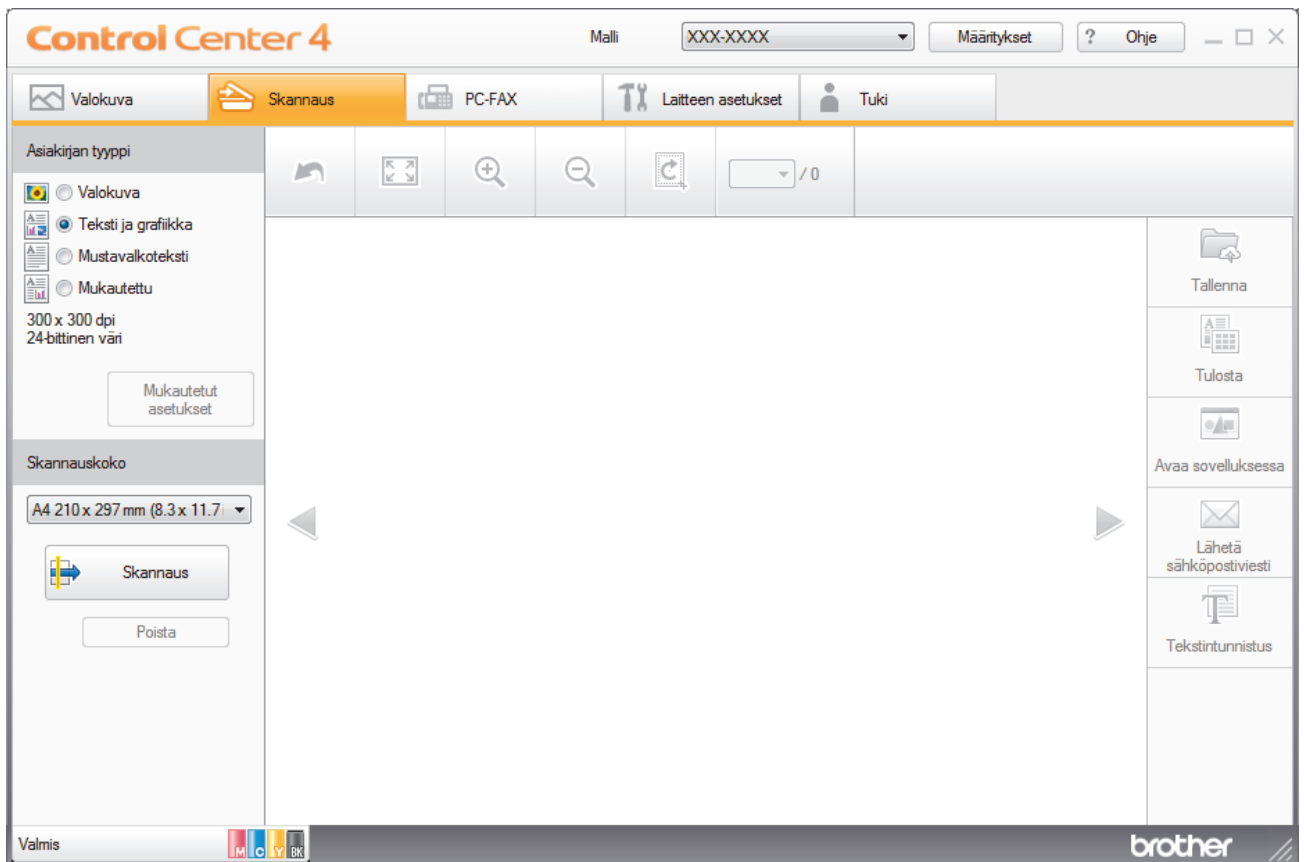 Control Center 4
Malli
XXX-XXXX
Määritykset
? Ohje
Valokuva
Skannaus
PC-FAX
Laitteen asetukset
Tuki
Asiakirjan tyyppi
Valokuva
Teksti ja grafiikka
Mustavalkoteksti
Mukautettu
300 x 300 dpi
24-bittinen väri
Mukautetut
asetukset
Skannauskoko
A4 210 x 297 mm (8.3 x 11.7
Skannaus
Poista
/ 0
Tallenna
Tulosta
Avaa sovelluksessa
Lähetä
sähköpostiviesti
Tekstintunnistus
Valmis
M C Y BK
brother